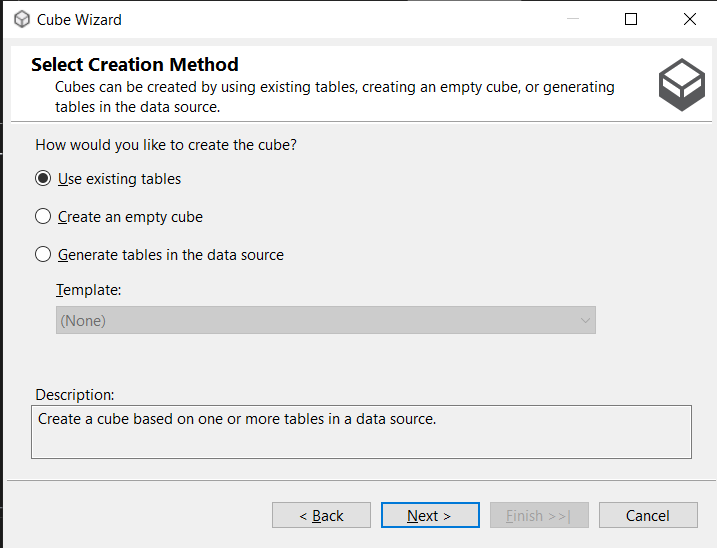 Cube Wizard
Select Creation Method
Cubes can be created by using existing tables, creating an empty cube, or generating
tables in the data source.
How would you like to create the cube?
Use existing tables
Create an empty cube
Generate tables in the data source
Template:
(None)
Description:
Create a cube based on one or more tables in a data source.
< Back
Next >
Finish >>|
Cancel